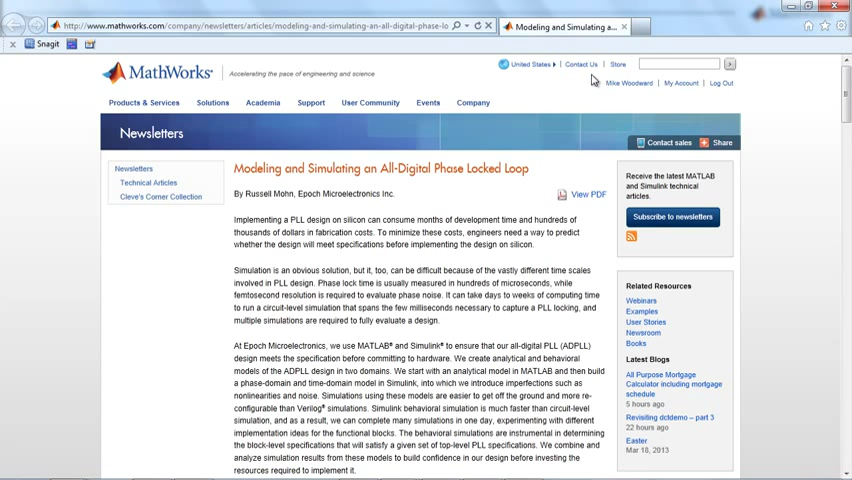 http://www.mathworks.com/company/newsletters/articles/modeling-and-simulating-an-all-digital-phase-lo
Modeling and Simulating a...
Snagit
MathWorks
Accelerating the pace of engineering and science
United States
Contact Us
Store
Mike Woodward
My Account
Log Out
Products & Services
Solutions
Academia
Support
User Community
Events
Company
Newsletters
Contact sales
Share
Newsletters
Technical Articles
Cleve's Corner Collection
Modeling and Simulating an All-Digital Phase Locked Loop
By Russell Mohn, Epoch Microelectronics Inc.
View PDF
Implementing a PLL design on silicon can consume months of development time and hundreds of
thousands of dollars in fabrication costs. To minimize these costs, engineers need a way to predict
whether the design will meet specifications before implementing the design on silicon.
Simulation is an obvious solution, but it, too, can be difficult because of the vastly different time scales
involved in PLL design. Phase lock time is usually measured in hundreds of microseconds, while
femtosecond resolution is required to evaluate phase noise. It can take days to weeks of computing time
to run a circuit-level simulation that spans the few milliseconds necessary to capture a PLL locking, and
multiple simulations are required to fully evaluate a design.
At Epoch Microelectronics, we use MATLAB® and Simulink® to ensure that our all-digital PLL (ADPLL)
design meets the specification before committing to hardware. We create analytical and behavioral
models of the ADPLL design in two domains. We start with an analytical model in MATLAB and then build
a phase-domain and time-domain model in Simulink, into which we introduce imperfections such as
nonlinearities and noise. Simulations using these models are easier to get off the ground and more re-
configurable than Verilog® simulations. Simulink behavioral simulation is much faster than circuit-level
simulation, and as a result, we can complete many simulations in one day, experimenting with different
implementation ideas for the functional blocks. The behavioral simulations are instrumental in determining
the block-level specifications that will satisfy a given set of top-level PLL specifications. We combine and
analyze simulation results from these models to build confidence in our design before investing the
resources required to implement it.
Receive the latest MATLAB
and Simulink technical
articles.
Subscribe to newsletters
Related Resources
Webinars
Examples
User Stories
Newsroom
Books
Latest Blogs
All Purpose Mortgage
Calculator including mortgage
schedule
5 hours ago
Revisiting dctdemo – part 3
22 hours ago
Easter
Mar 18, 2013